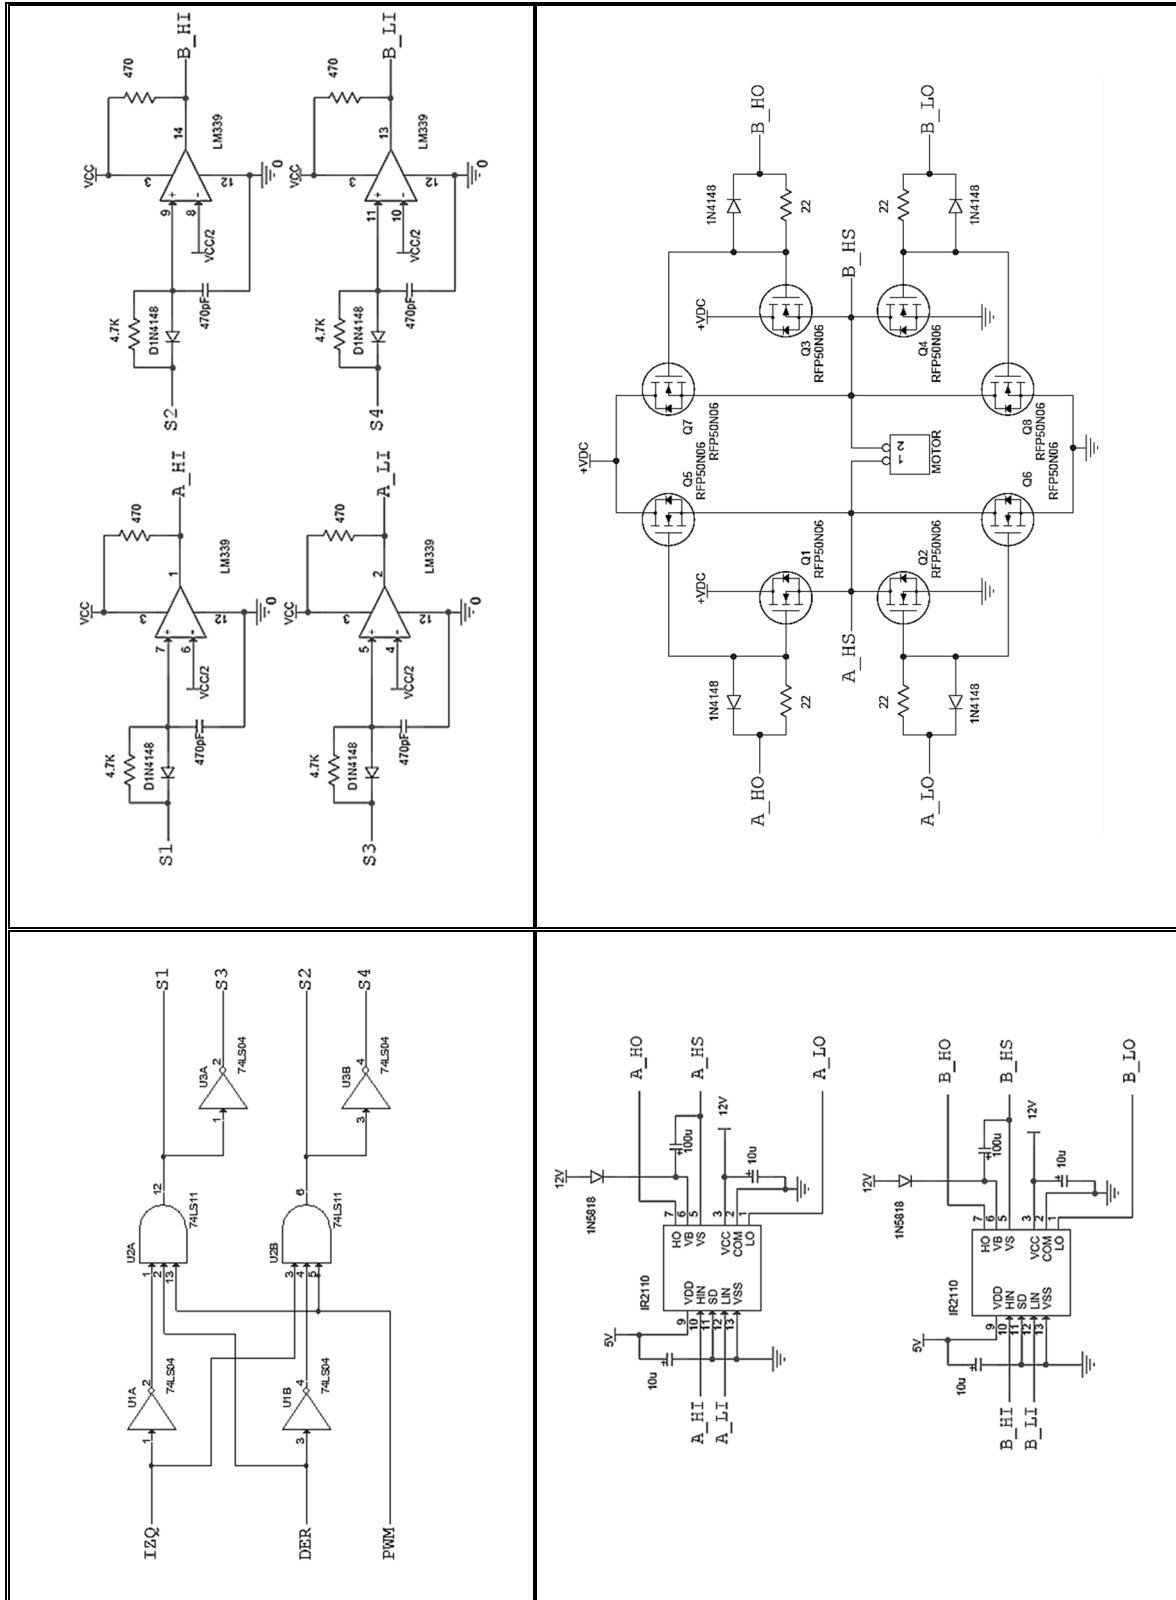 VCC
470
B_HI
14
3
LM339
12
0
9
+
8
-
VCC/2
4.7K
D1N4148
470pF
S2
VCC
470
B_LI
13
3
LM339
12
0
11
+
10
-
VCC/2
4.7K
D1N4148
470pF
S4
VCC
470
A_HI
1
3
LM339
12
0
7
+
6
-
VCC/2
4.7K
D1N4148
470pF
S1
VCC
470
A_LI
2
3
LM339
12
0
5
+
4
-
VCC/2
4.7K
D1N4148
470pF
S3
B_HO
B_LO
1N4148
22
22
1N4148
B_HS
+VDC
Q3
RFP50N06
Q4
RFP50N06
+VDC
Q7
RFP50N06
Q8
RFP50N06
2
1
MOTOR
Q5
RFP50N06
Q6
RFP50N06
+VDC
Q1
RFP50N06
Q2
RFP50N06
A_HS
1N4148
22
22
1N4148
A_HO
A_LO
S1
S3
S2
S4
U3A
1
2
74LS04
U3B
3
4
74LS04
U2A
1
2
13
12
74LS11
U2B
3
4
5
6
74LS11
U1A
1
2
74LS04
U1B
3
4
74LS04
IZQ
DER
PWM
A_HO
A_HS
A_LO
12V
1N5818
100u
12V
10u
7
6
5
3
2
1
HO
VB
VS
VCC
COM
LO
IR2110
VDD
HIN
SD
LIN
VSS
9
10
11
12
13
5V
10u
A_HI
A_LI
B_HO
B_HS
B_LO
12V
1N5818
100u
12V
10u
7
6
5
3
2
1
HO
VB
VS
VCC
COM
LO
IR2110
VDD
HIN
SD
LIN
VSS
9
10
11
12
13
5V
10u
B_HI
B_LI